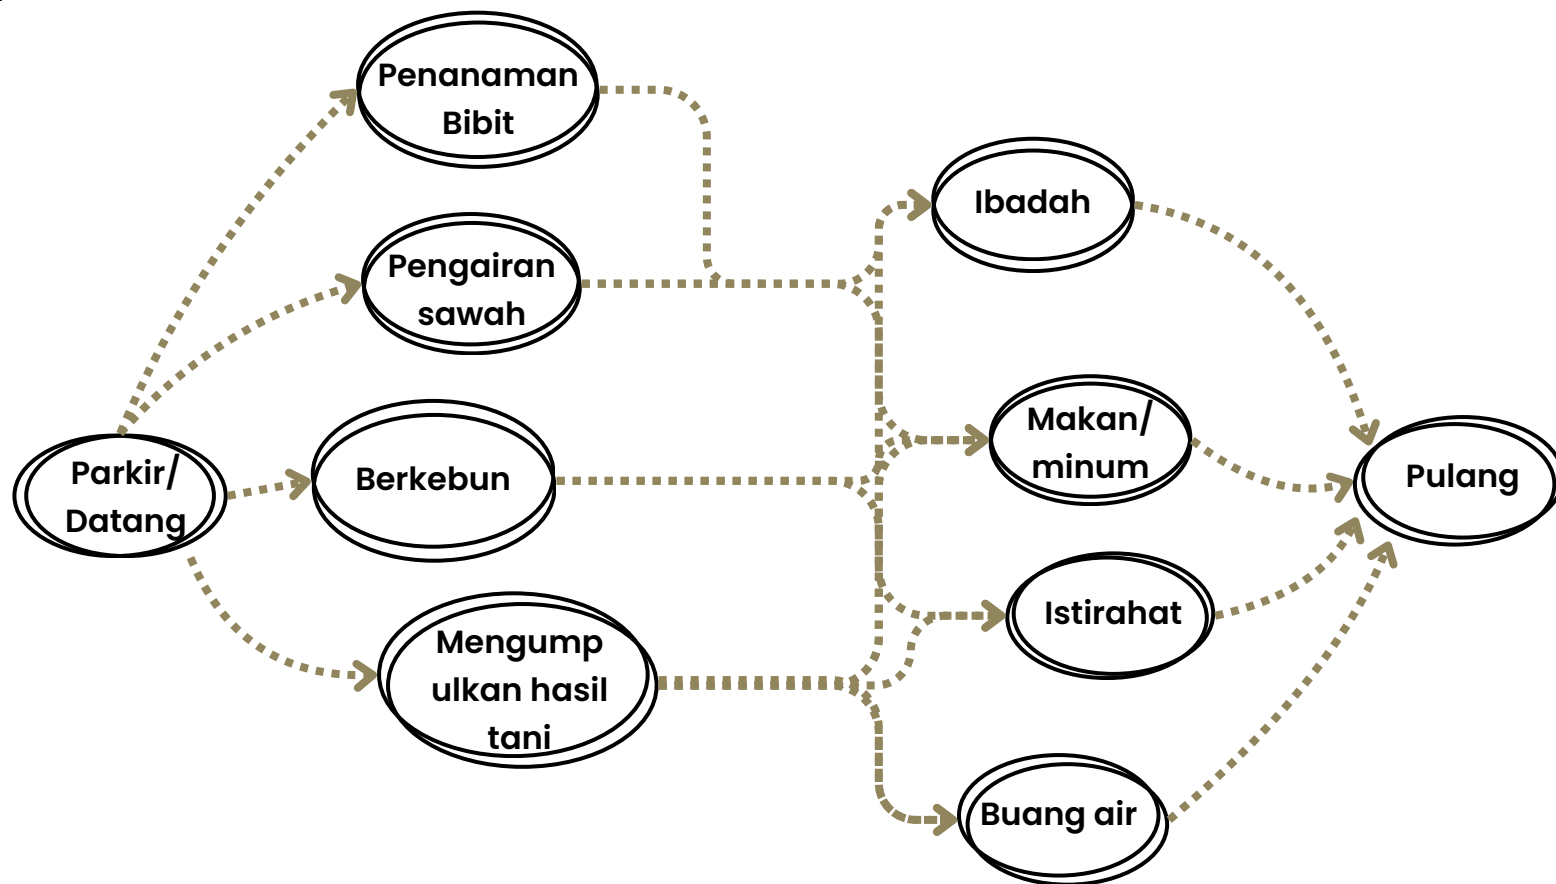 Penanaman
Bibit
Pengairan
sawah
Parkir/
Datang
Berkebun
Mengump
ulkan hasil
tani
Ibadah
Makan/
minum
Istirahat
Buang air
Pulang